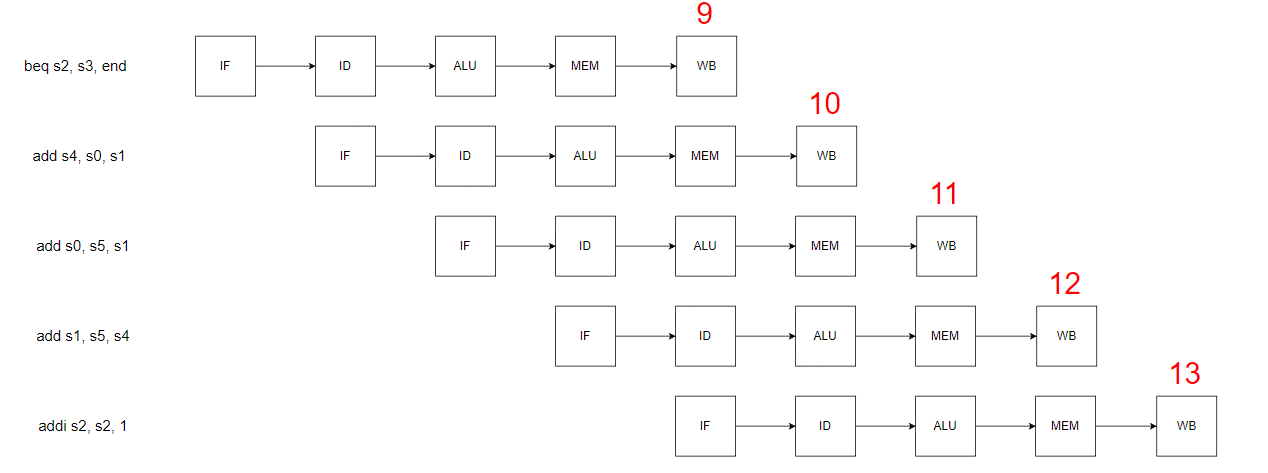 9
beq s2, s3, end IF ID ALU MEM WB
10
add s4, s0, s1 IF ID ALU MEM WB
11
add s0, s5, s1 IF ID ALU MEM WB
12
add s1, s5, s4 IF ID ALU MEM WB
13
addi s2, s2, 1 IF ID ALU MEM WB